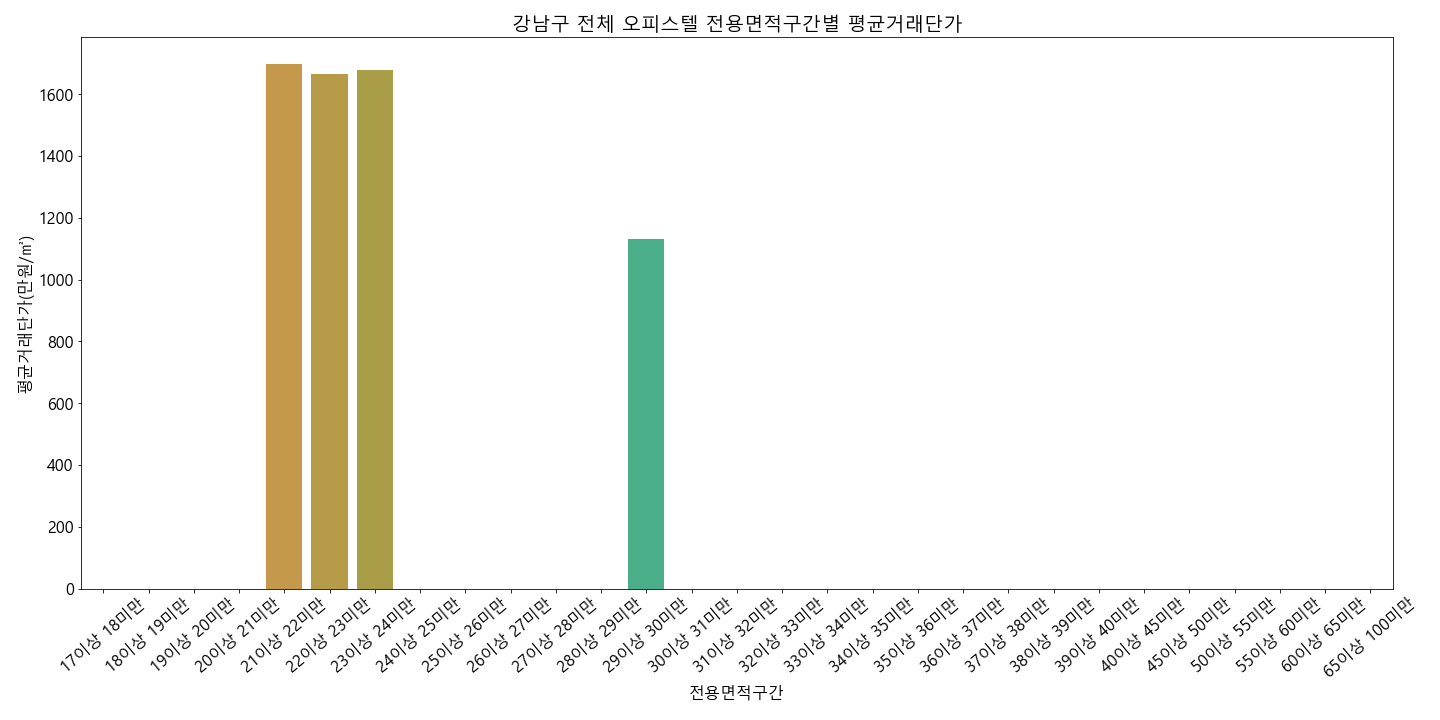 강남구 전체 오피스텔 전용면적구간별 평균거래단가
평균거래단가(만원/㎡)
1600
1400
1200
1000
800
600
400
200
0
17이상 18미만
18이상 19미만
19이상 20미만
20이상 21미만
21이상 22미만
22이상 23미만
23이상 24미만
24이상 25미만
25이상 26미만
26이상 27미만
27이상 28미만
28이상 29미만
29이상 30미만
30이상 31미만
31이상 32미만
32이상 33미만
33이상 34미만
34이상 35미만
35이상 36미만
36이상 37미만
37이상 38미만
38이상 39미만
39이상 40미만
40이상 45미만
45이상 50미만
50이상 55미만
55이상 60미만
60이상 65미만
65이상 100미만
전용면적구간